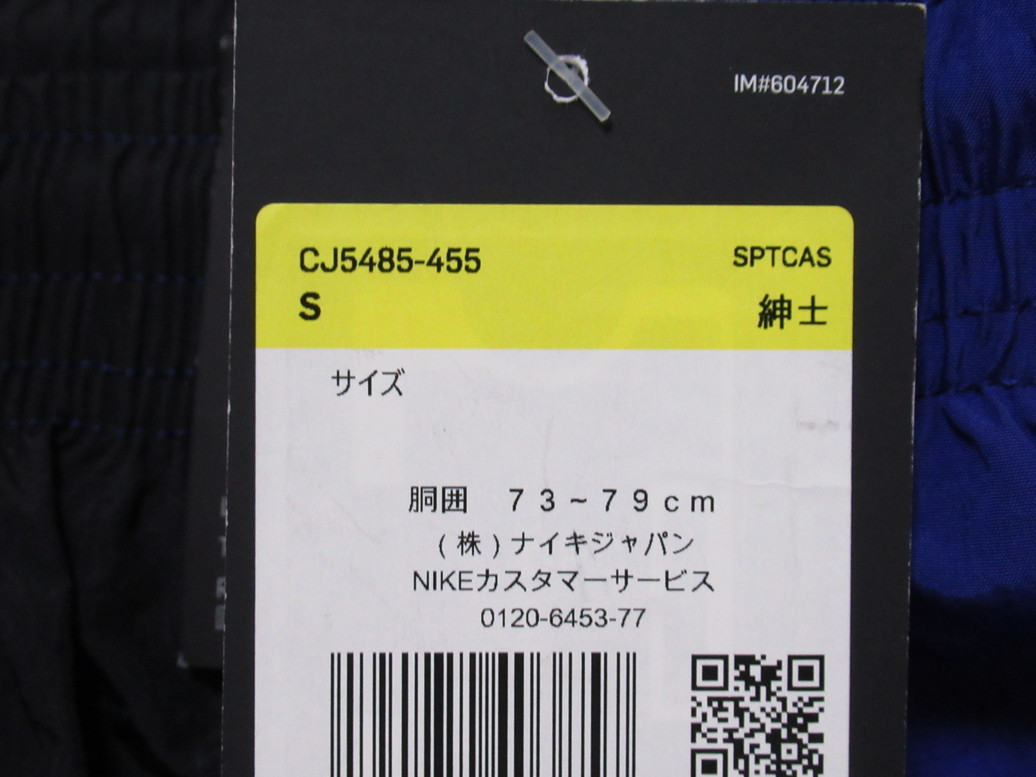 IM#604712
CJ5485-455
SPTCAS
S
紳士
サイズ
胴囲　７３～７９ｃｍ
(株)ナイキジャパン
NIKEカスタマーサービス
0120-6453-77